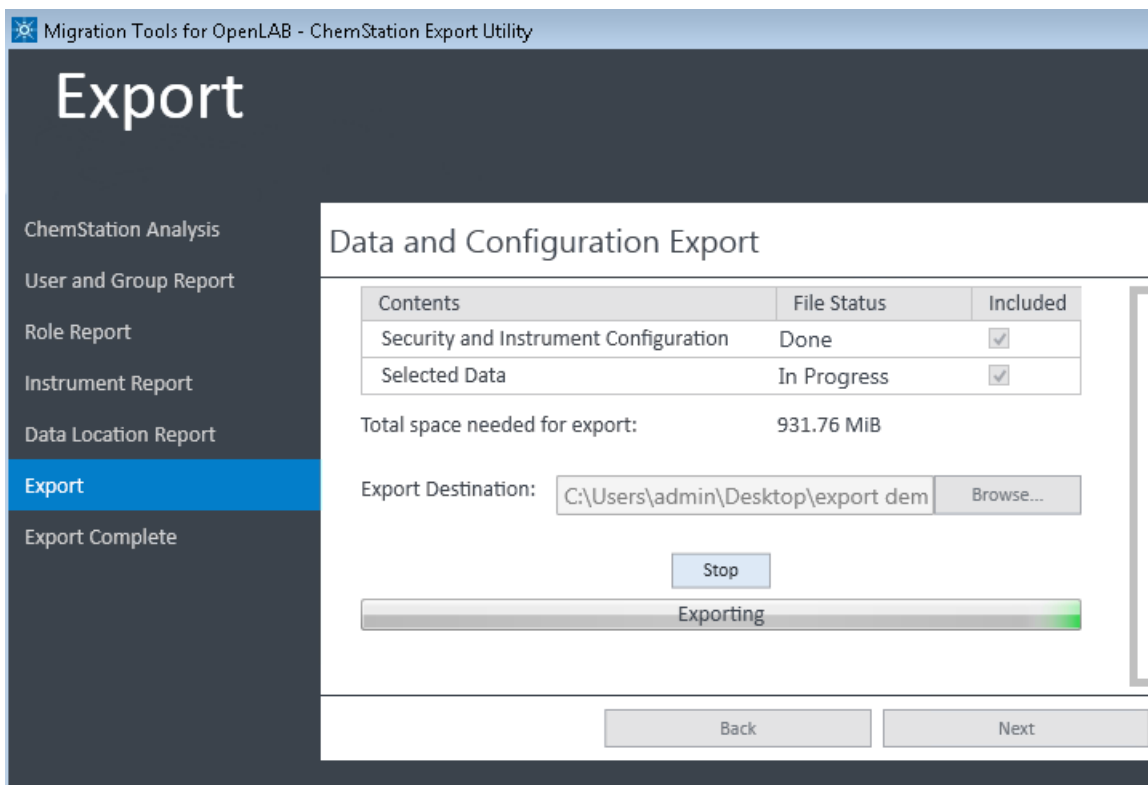 Migration Tools for OpenLAB - ChemStation Export Utility
Export
ChemStation Analysis
User and Group Report
Role Report
Instrument Report
Data Location Report
Export
Export Complete
Data and Configuration Export
Contents File Status Included
Security and Instrument Configuration Done
Selected Data In Progress
Total space needed for export: 931.76 MiB
Export Destination: C:\Users\admin\Desktop\export dem Browse...
Stop
Exporting
Back Next